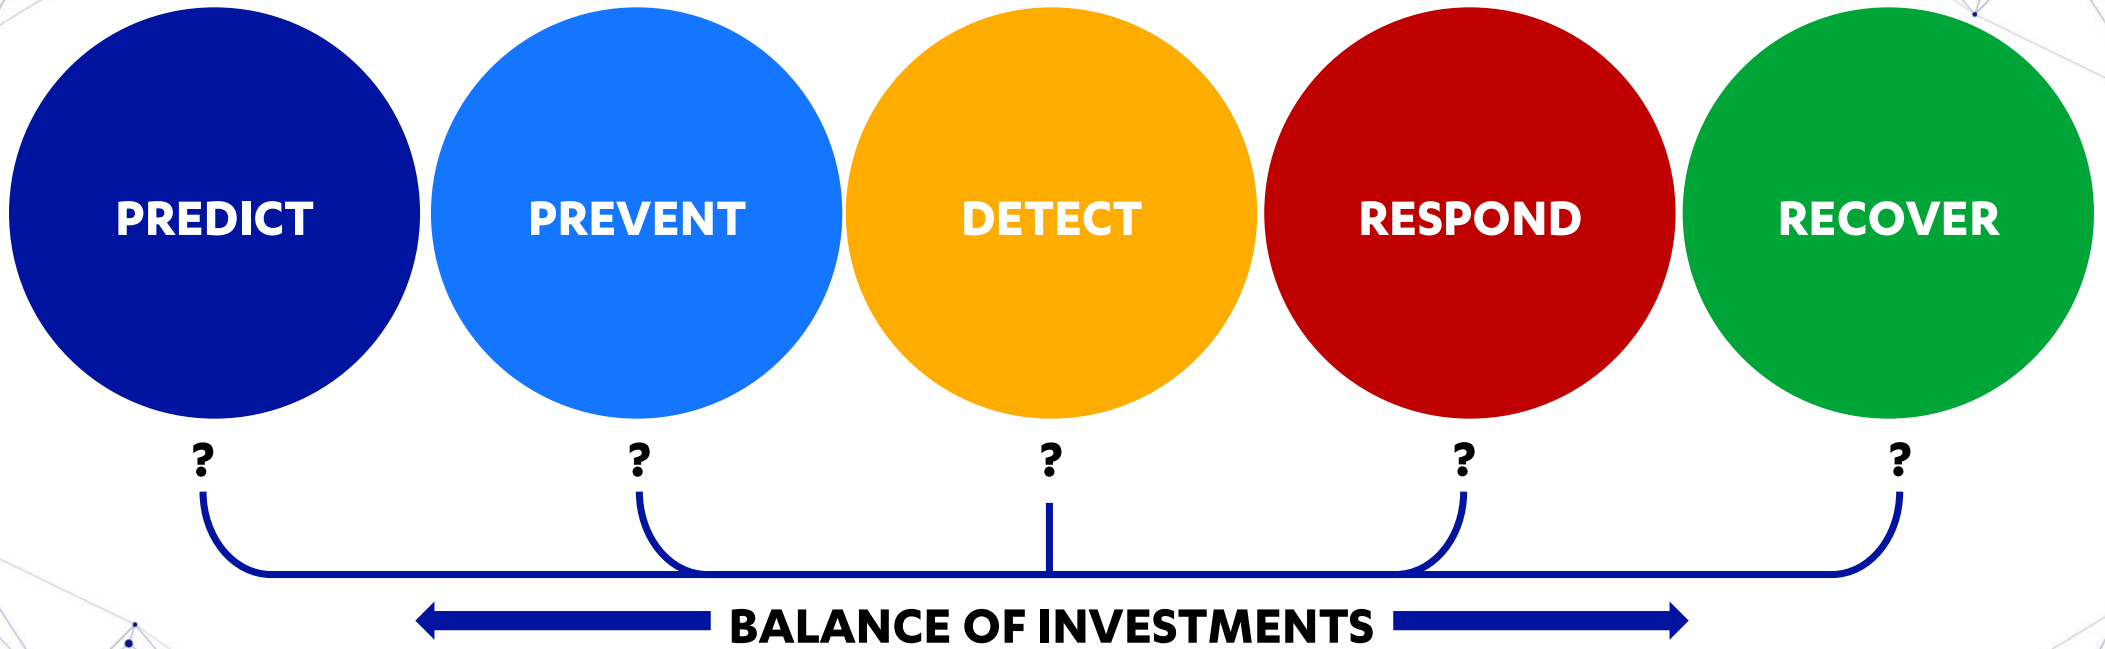 PREDICT
PREVENT
DETECT
RESPOND
RECOVER
? ? ? ? ?
BALANCE OF INVESTMENTS